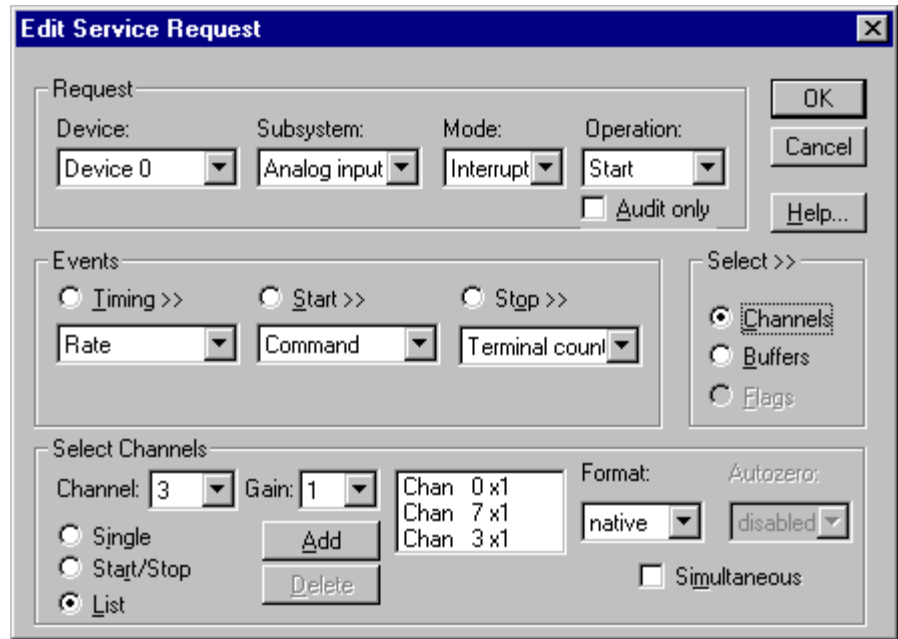 Edit Service Request
Request
OK
Device: Subsystem: Mode: Operation:
Device 0 Analog input Interrupt Start
Cancel
Audit only
Help...
Events
Select >>
Timing >> Start >> Stop >>
Channels
Rate Command Terminal count
Buffers
Flags
Select Channels
Channel: 3 Gain: 1
Chan 0 x1
Chan 7 x1
Chan 3 x1
Format: Autozero:
native disabled
Single
Add
Start/Stop
Delete
Simultaneous
List